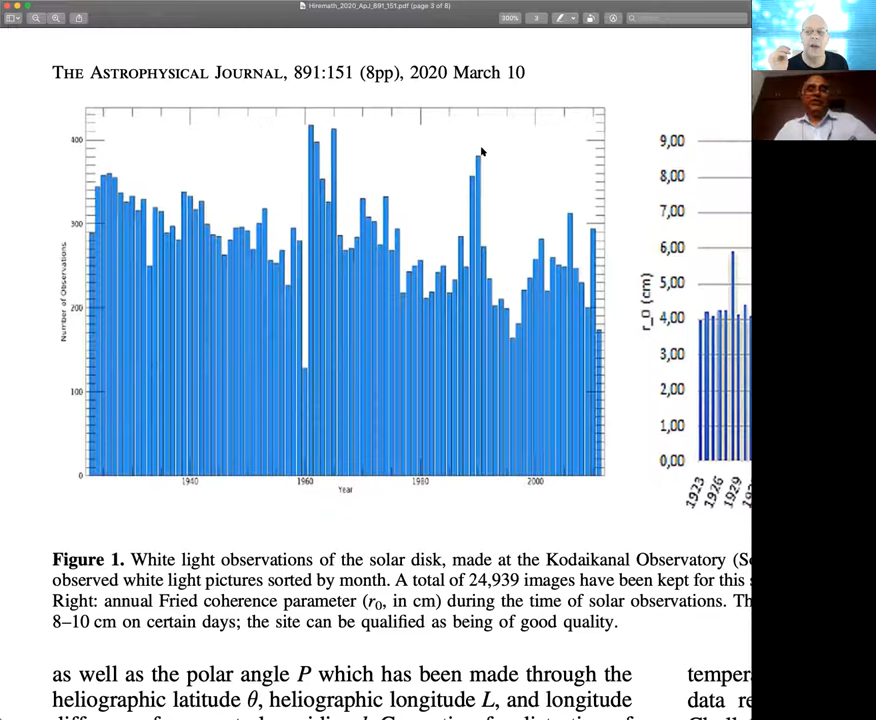 Hiremath_2020_ApJ_891_151.pdf (page 3 of 8)
300%
3
Search
THE ASTROPHYSICAL JOURNAL, 891:151 (8pp), 2020 March 10
400
300
200
100
0
Number of Observations
1940
1960
1980
2000
Year
9,00
8,00
7,00
6,00
5,00
4,00
3,00
2,00
1,00
0,00
r_0 (cm)
1923
1926
1929
Figure 1. White light observations of the solar disk, made at the Kodaikanal Observatory (S
observed white light pictures sorted by month. A total of 24,939 images have been kept for this
Right: annual Fried coherence parameter (r0, in cm) during the time of solar observations. Th
8–10 cm on certain days; the site can be qualified as being of good quality.
as well as the polar angle P which has been made through the
heliographic latitude θ, heliographic longitude L, and longitude
temper
data re